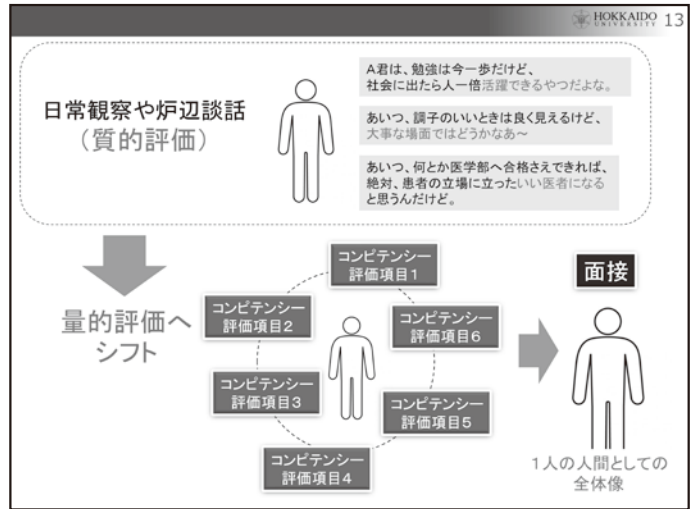 HOKKAIDO
UNIVERSITY
13
日常観察や炉辺談話
（質的評価）
A君は、勉強は今一歩だけど、
社会に出たら人一倍活躍できるやつだよな。
あいつ、調子のいいときは良く見えるけど、
大事な場面ではどうかなあ～
あいつ、何とか医学部へ合格さえできれば、
絶対、患者の立場に立ったいい医者になる
と思うんだけど。
量的評価へ
シフト
コンピテンシー
評価項目1
コンピテンシー
評価項目2
コンピテンシー
評価項目3
コンピテンシー
評価項目4
コンピテンシー
評価項目5
コンピテンシー
評価項目6
面接
1人の人間としての
全体像